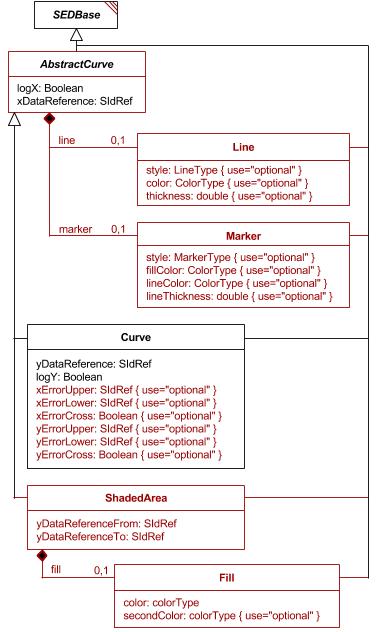 SEDBase
AbstractCurve
logX: Boolean
xDataReference: SIdRef
line 0,1
Line
style: LineType { use="optional" }
color: ColorType { use="optional" }
thickness: double { use="optional" }
marker 0,1
Marker
style: MarkerType { use="optional" }
fillColor: ColorType { use="optional" }
lineColor: ColorType { use="optional" }
lineThickness: double { use="optional" }
Curve
yDataReference: SIdRef
logY: Boolean
xErrorUpper: SIdRef { use="optional" }
xErrorLower: SIdRef { use="optional" }
xErrorCross: Boolean { use="optional" }
yErrorUpper: SIdRef { use="optional" }
yErrorLower: SIdRef { use="optional" }
yErrorCross: Boolean { use="optional" }
ShadedArea
yDataReferenceFrom: SIdRef
yDataReferenceTo: SIdRef
fill 0,1
Fill
color: colorType
secondColor: colorType { use="optional" }